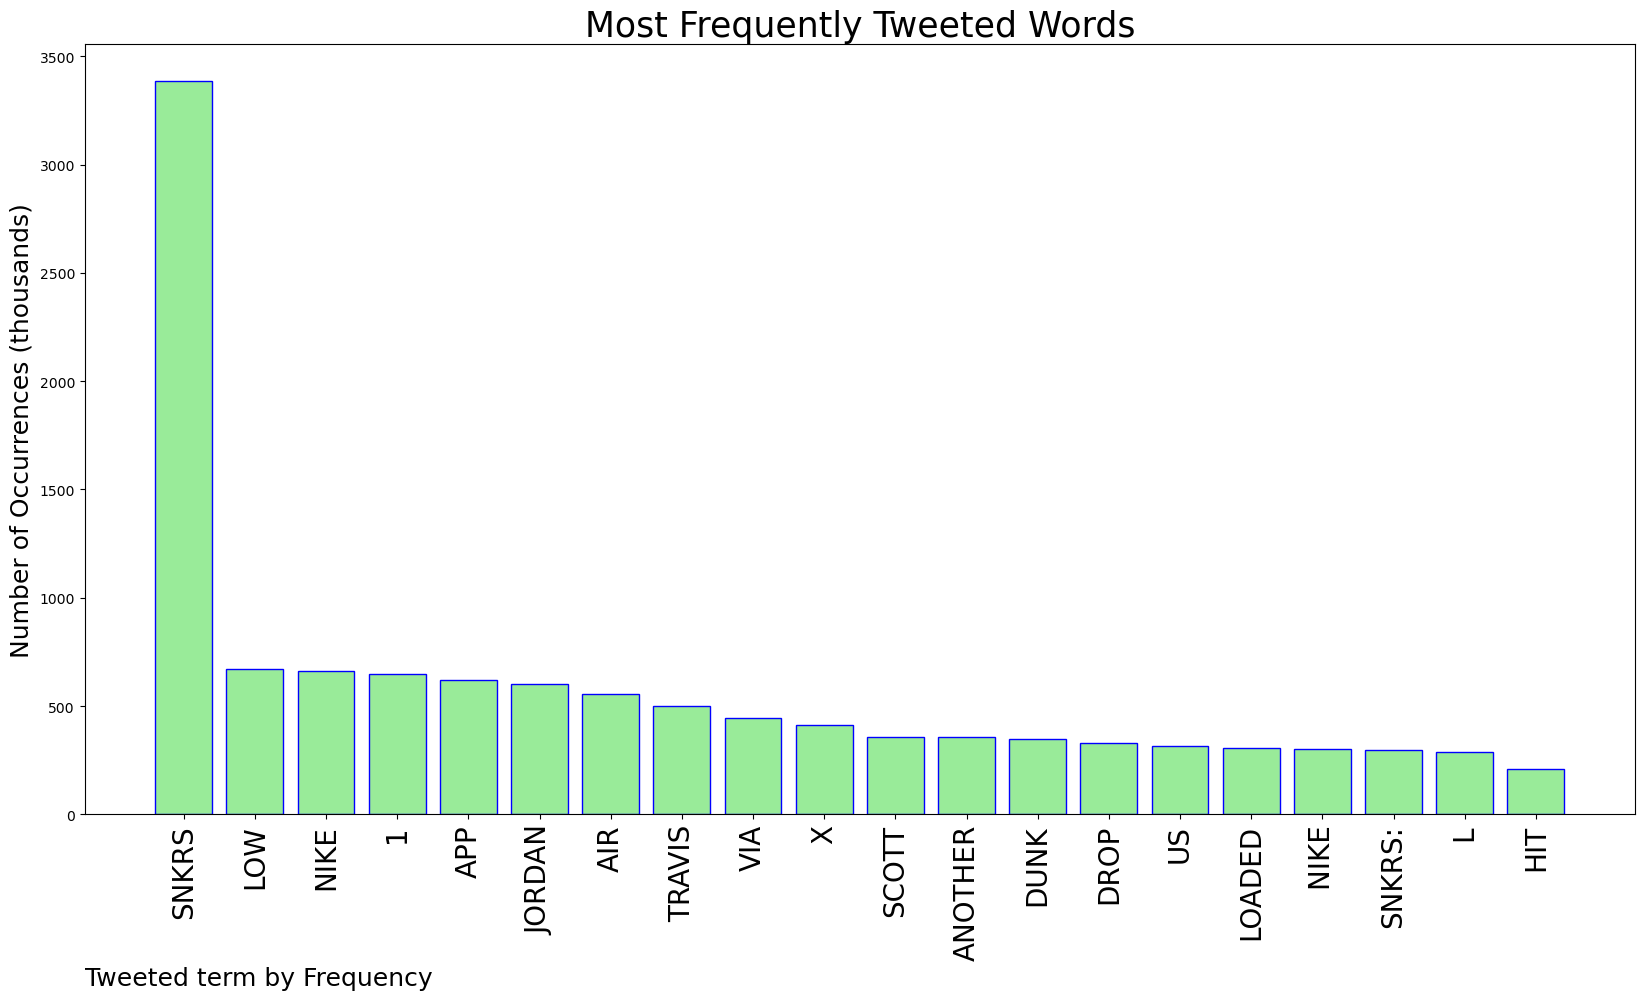 Most Frequently Tweeted Words
Number of Occurrences (thousands)
3500
3000
2500
2000
1500
1000
500
0
SNKRS
LOW
NIKE
1
APP
JORDAN
AIR
TRAVIS
VIA
X
SCOTT
ANOTHER
DUNK
DROP
US
LOADED
NIKE
SNKRS:
L
HIT
Tweeted term by Frequency